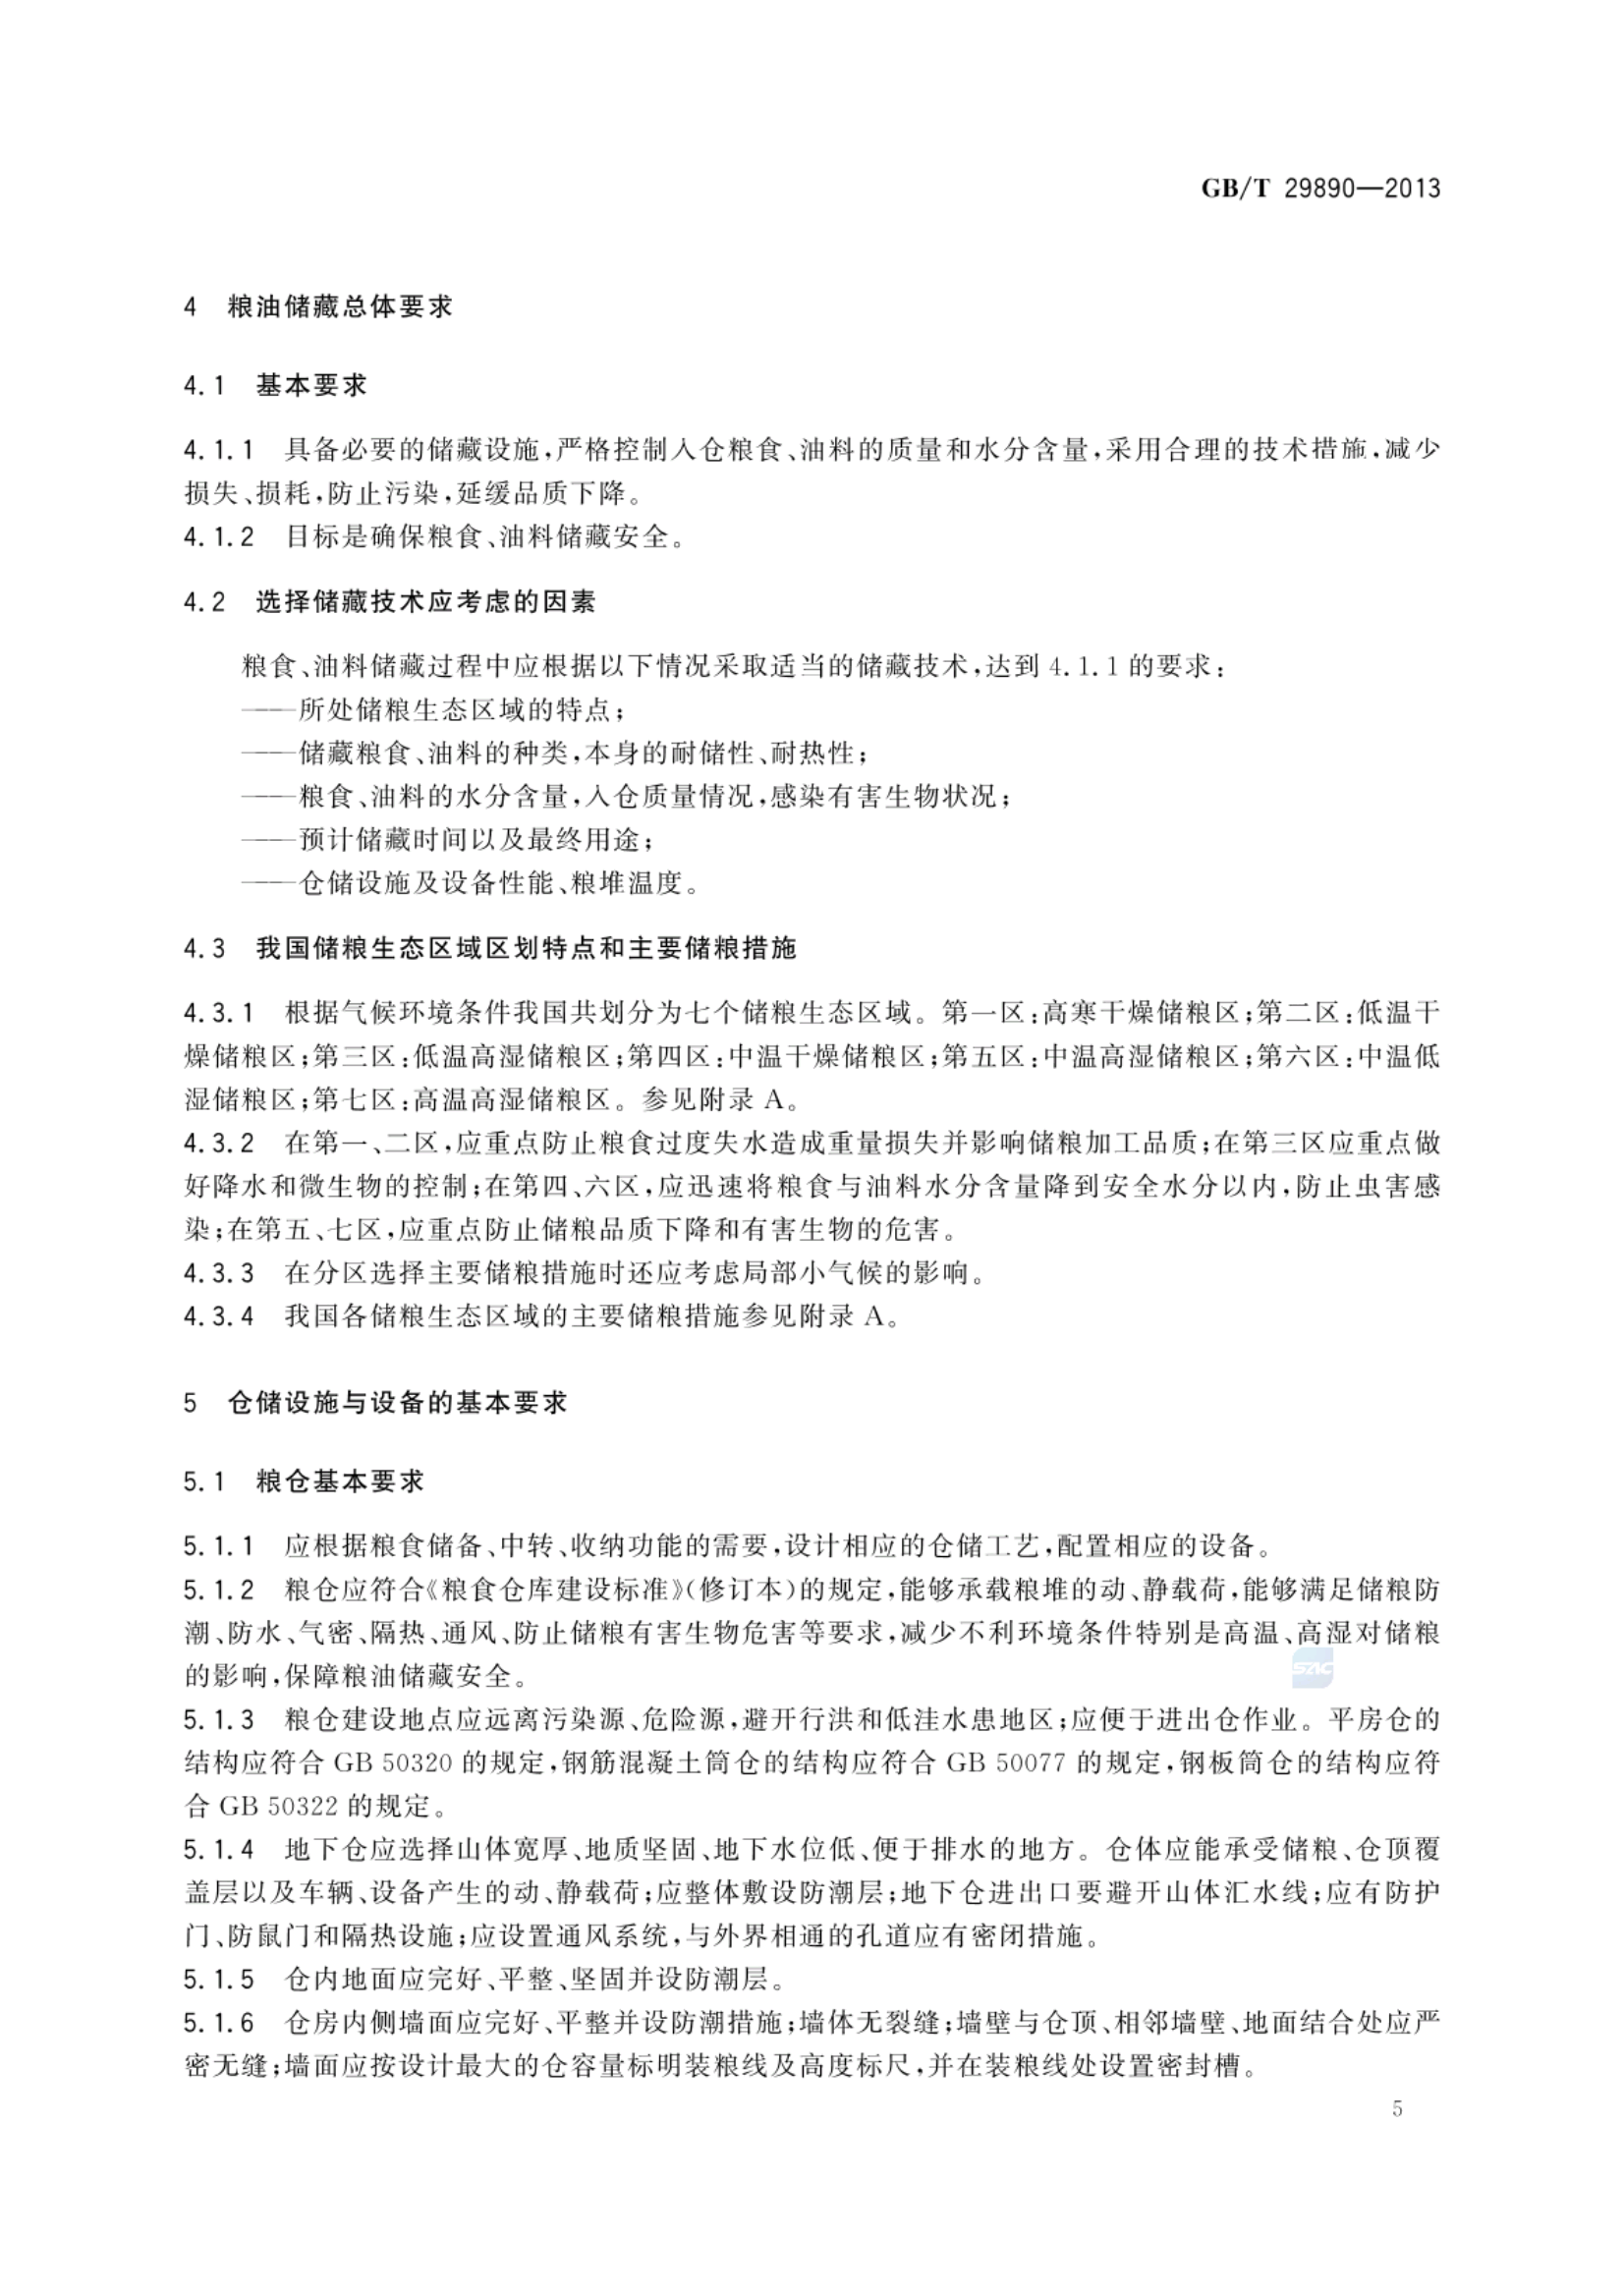 GB/T 29890—2013
4 粮油储藏总体要求
4.1 基本要求
4.1.1 具备必要的储藏设施,严格控制入仓粮食、油料的质量和水分含量,采用合理的技术措施,减少
损失、损耗,防止污染,延缓品质下降。
4.1.2 目标是确保粮食、油料储藏安全。
4.2 选择储藏技术应考虑的因素
粮食、油料储藏过程中应根据以下情况采取适当的储藏技术,达到 4.1.1 的要求:
——所处储粮生态区域的特点;
——储藏粮食、油料的种类,本身的耐储性、耐热性;
——粮食、油料的水分含量,入仓质量情况,感染有害生物状况;
——预计储藏时间以及最终用途;
——仓储设施及设备性能、粮堆温度。
4.3 我国储粮生态区域区划特点和主要储粮措施
4.3.1 根据气候环境条件我国共划分为七个储粮生态区域。第一区:高寒干燥储粮区;第二区:低温干
燥储粮区;第三区:低温高湿储粮区;第四区:中温干燥储粮区;第五区:中温高湿储粮区;第六区:中温低
湿储粮区;第七区:高温高湿储粮区。参见附录 A。
4.3.2 在第一、二区,应重点防止粮食过度失水造成重量损失并影响储粮加工品质;在第三区应重点做
好降水和微生物的控制;在第四、六区,应迅速将粮食与油料水分含量降到安全水分以内,防止虫害感
染;在第五、七区,应重点防止储粮品质下降和有害生物的危害。
4.3.3 在分区选择主要储粮措施时还应考虑局部小气候的影响。
4.3.4 我国各储粮生态区域的主要储粮措施参见附录 A。
5 仓储设施与设备的基本要求
5.1 粮仓基本要求
5.1.1 应根据粮食储备、中转、收纳功能的需要,设计相应的仓储工艺,配置相应的设备。
5.1.2 粮仓应符合《粮食仓库建设标准》(修订本)的规定,能够承载粮堆的动、静载荷,能够满足储粮防
潮、防水、气密、隔热、通风、防止储粮有害生物危害等要求,减少不利环境条件特别是高温、高湿对储粮
的影响,保障粮油储藏安全。
SAC
5.1.3 粮仓建设地点应远离污染源、危险源,避开行洪和低洼水患地区;应便于进出仓作业。平房仓的
结构应符合 GB 50320 的规定,钢筋混凝土筒仓的结构应符合 GB 50077 的规定,钢板筒仓的结构应符
合 GB 50322 的规定。
5.1.4 地下仓应选择山体宽厚、地质坚固、地下水位低、便于排水的地方。仓体应能承受储粮、仓顶覆
盖层以及车辆、设备产生的动、静载荷;应整体敷设防潮层;地下仓进出口要避开山体汇水线;应有防护
门、防鼠门和隔热设施;应设置通风系统,与外界相通的孔道应有密闭措施。
5.1.5 仓内地面应完好、平整、坚固并设防潮层。
5.1.6 仓房内侧墙面应完好、平整并设防潮措施;墙体无裂缝;墙壁与仓顶、相邻墙壁、地面结合处应严
密无缝;墙面应按设计最大的仓容量标明装粮线及高度标尺,并在装粮线处设置密封槽。
5